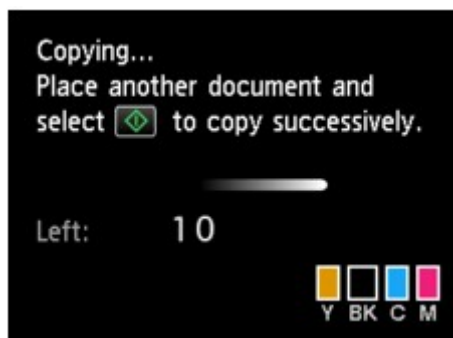 Copying...
Place another document and
select to copy successively.
Left: 10
Y BK C M